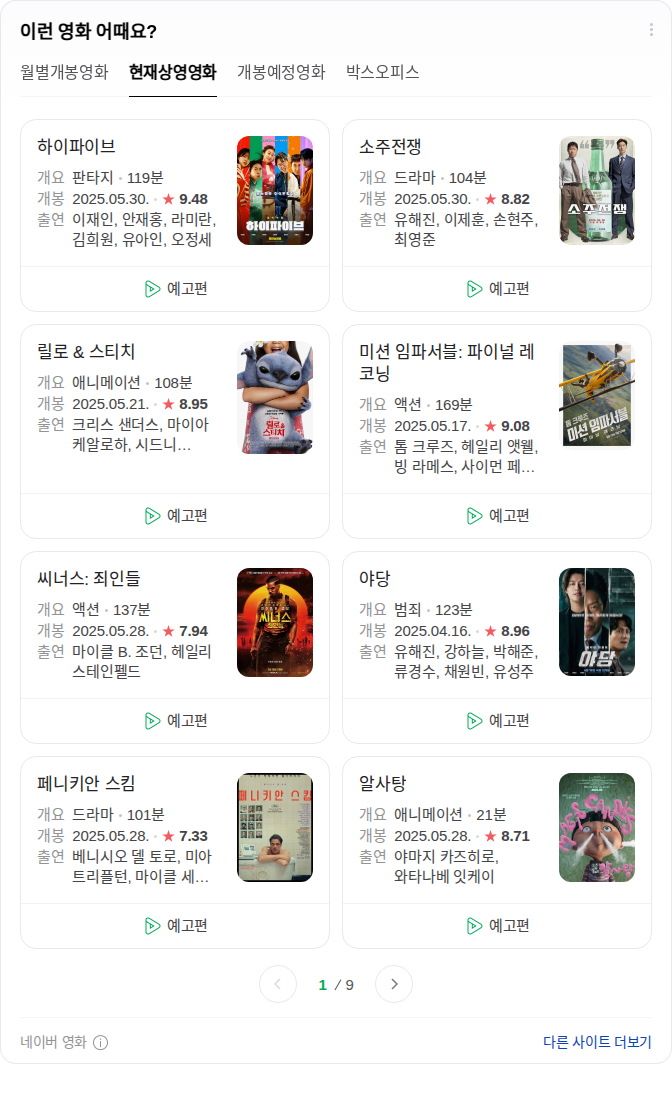 이런 영화 어때요?
월별개봉영화 현재상영영화 개봉예정영화 박스오피스
하이파이브
개요 판타지 · 119분
개봉 2025.05.30. · ★ 9.48
출연 이재인, 안재홍, 라미란,
김희원, 유아인, 오정세
하이파이브
예고편
소주전쟁
개요 드라마 · 104분
개봉 2025.05.30. · ★ 8.82
출연 유해진, 이제훈, 손현주,
최영준
소주전쟁
예고편
릴로 & 스티치
개요 애니메이션 · 108분
개봉 2025.05.21. · ★ 8.95
출연 크리스 샌더스, 마이아
케알로하, 시드니…
릴로&
스티치
예고편
미션 임파서블: 파이널 레
코닝
개요 액션 · 169분
개봉 2025.05.17. · ★ 9.08
출연 톰 크루즈, 헤일리 앳웰,
빙 라메스, 사이먼 페…
톰 크루즈
미션 임파서블
예고편
씨너스: 죄인들
개요 액션 · 137분
개봉 2025.05.28. · ★ 7.94
출연 마이클 B. 조던, 헤일리
스테인펠드
씨너스
예고편
야당
개요 범죄 · 123분
개봉 2025.04.16. · ★ 8.96
출연 유해진, 강하늘, 박해준,
류경수, 채원빈, 유성주
야당
예고편
페니키안 스킴
개요 드라마 · 101분
개봉 2025.05.28. · ★ 7.33
출연 베니시오 델 토로, 미아
트리플턴, 마이클 세…
페니키안 스킴
예고편
알사탕
개요 애니메이션 · 21분
개봉 2025.05.28. · ★ 8.71
출연 야마지 카즈히로,
와타나베 잇케이
알사탕
예고편
1 / 9
네이버 영화
다른 사이트 더보기